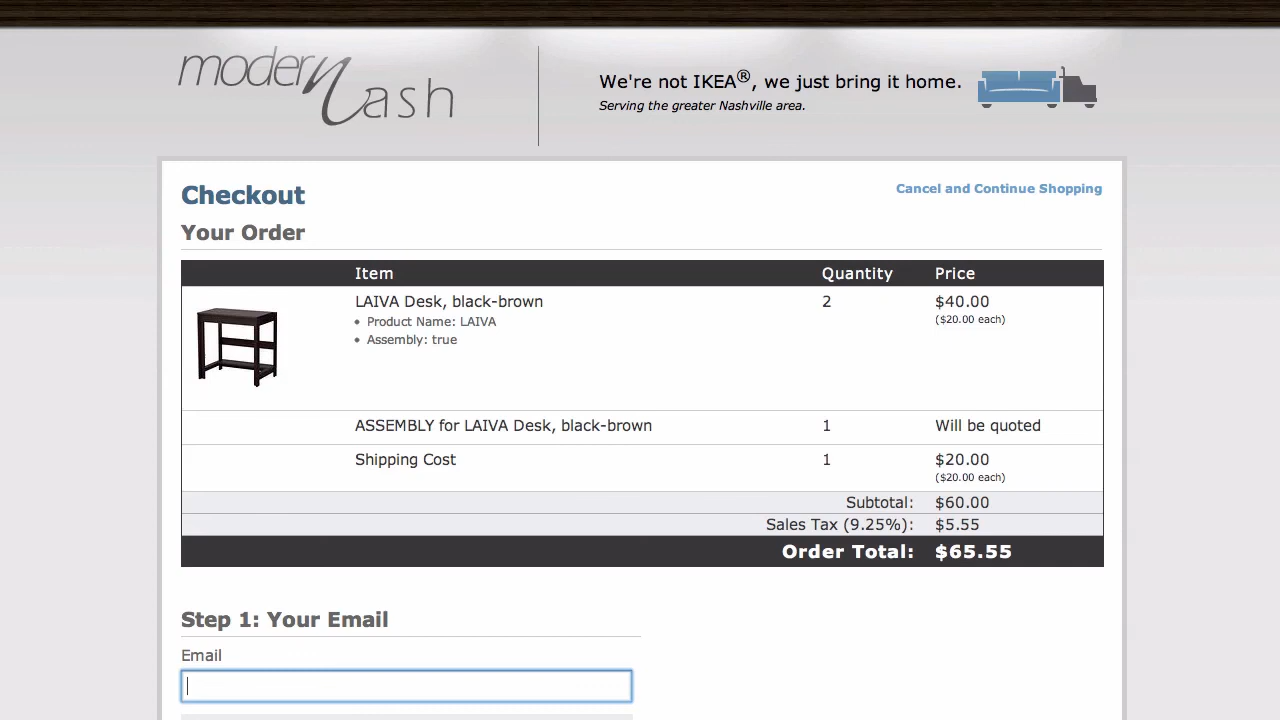 modern Nash
We're not IKEA®, we just bring it home.
Serving the greater Nashville area.
Checkout
Cancel and Continue Shopping
Your Order
Item Quantity Price
LAIVA Desk, black-brown 2 $40.00
• Product Name: LAIVA ($20.00 each)
• Assembly: true
ASSEMBLY for LAIVA Desk, black-brown 1 Will be quoted
Shipping Cost 1 $20.00
($20.00 each)
Subtotal: $60.00
Sales Tax (9.25%): $5.55
Order Total: $65.55
Step 1: Your Email
Email